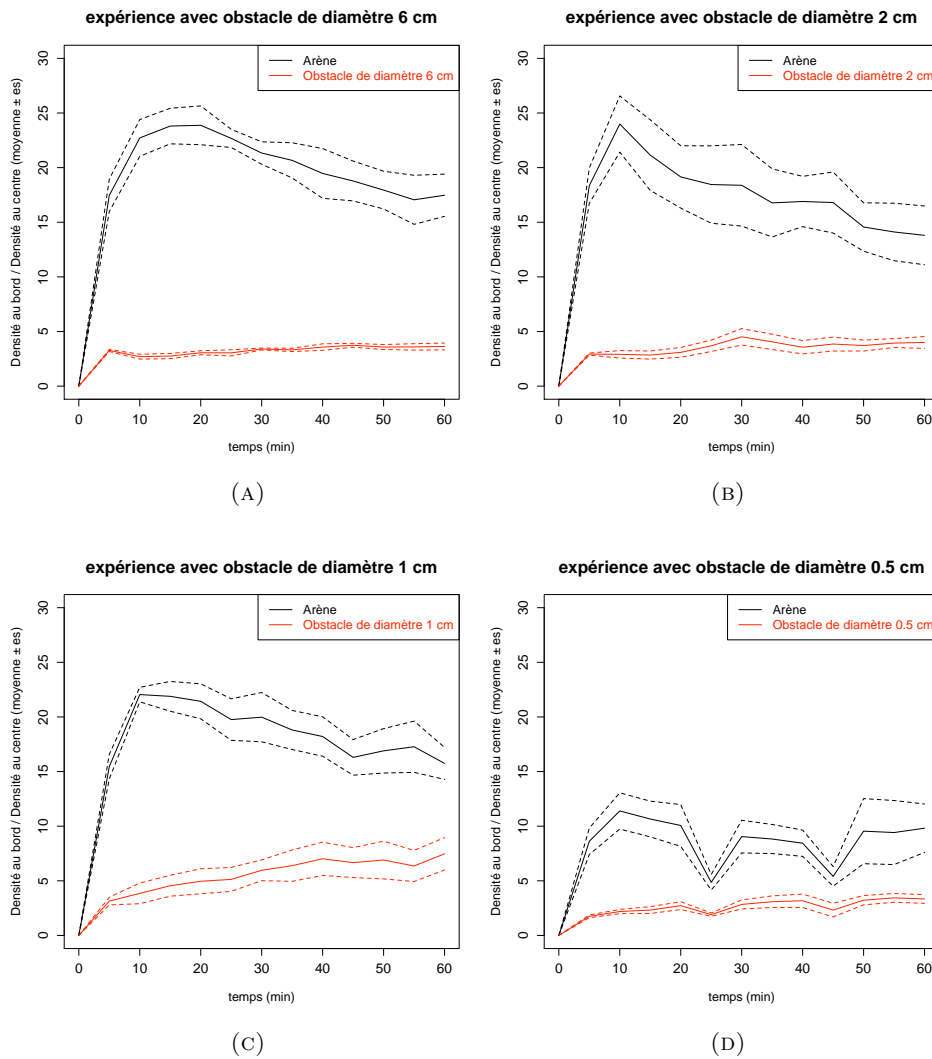 expérience avec obstacle de diamètre 6 cm
Densité au bord / Densité au centre (moyenne ± es)
30
25
20
15
10
5
0
Arène
Obstacle de diamètre 6 cm
0 10 20 30 40 50 60
temps (min)
(A)
expérience avec obstacle de diamètre 2 cm
Densité au bord / Densité au centre (moyenne ± es)
30
25
20
15
10
5
0
Arène
Obstacle de diamètre 2 cm
0 10 20 30 40 50 60
temps (min)
(B)
expérience avec obstacle de diamètre 1 cm
Densité au bord / Densité au centre (moyenne ± es)
30
25
20
15
10
5
0
Arène
Obstacle de diamètre 1 cm
0 10 20 30 40 50 60
temps (min)
(C)
expérience avec obstacle de diamètre 0.5 cm
Densité au bord / Densité au centre (moyenne ± es)
30
25
20
15
10
5
0
Arène
Obstacle de diamètre 0.5 cm
0 10 20 30 40 50 60
temps (min)
(D)